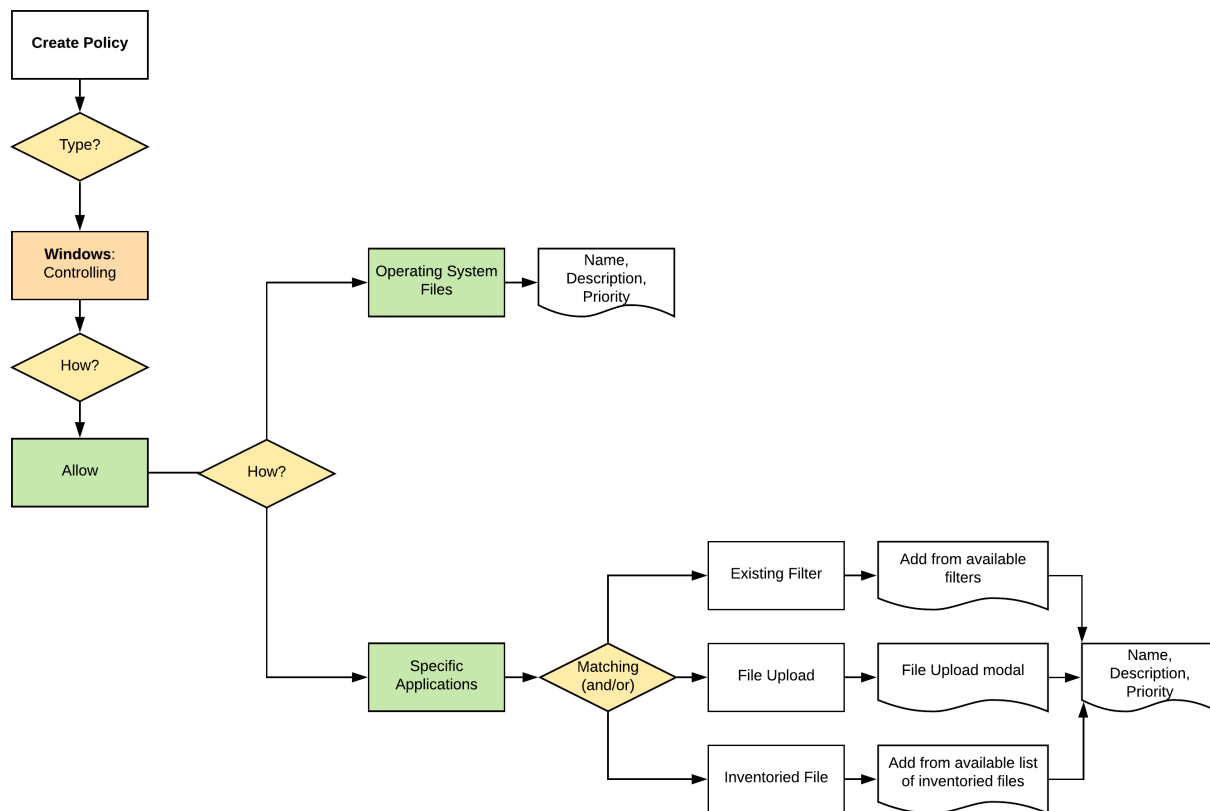 Create Policy
Type?
Windows:
Controlling
How?
Allow
How?
Operating System
Files
Name,
Description,
Priority
Specific
Applications
Matching
(and/or)
Existing Filter
Add from available
filters
File Upload
File Upload modal
Inventoried File
Add from available list
of inventoried files
Name,
Description,
Priority